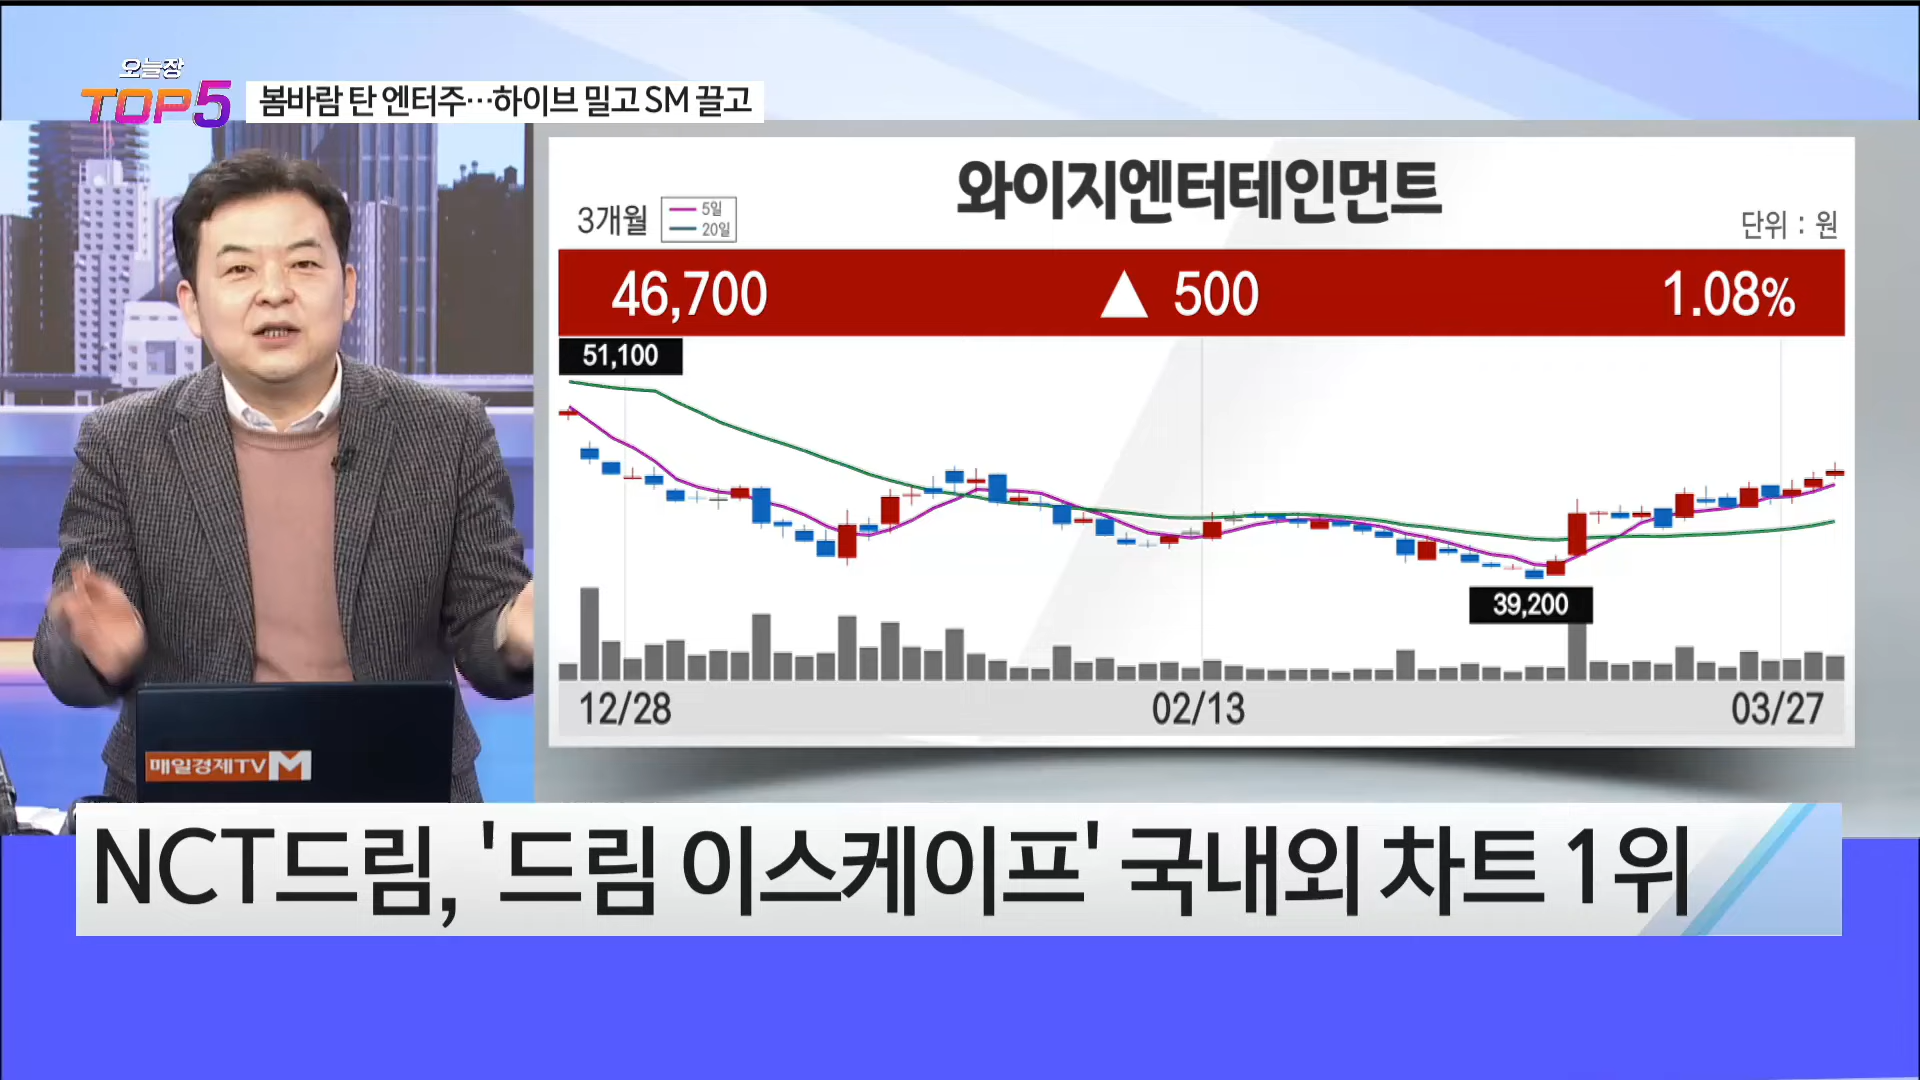 오늘장
TOP5
봄바람 탄 엔터주…하이브 밀고 SM 끌고
와이지엔터테인먼트
3개월
5일
20일
단위 : 원
46,700 ▲ 500 1.08%
51,100
39,200
12/28 02/13 03/27
매일경제TV M
NCT드림, '드림 이스케이프' 국내외 차트 1위